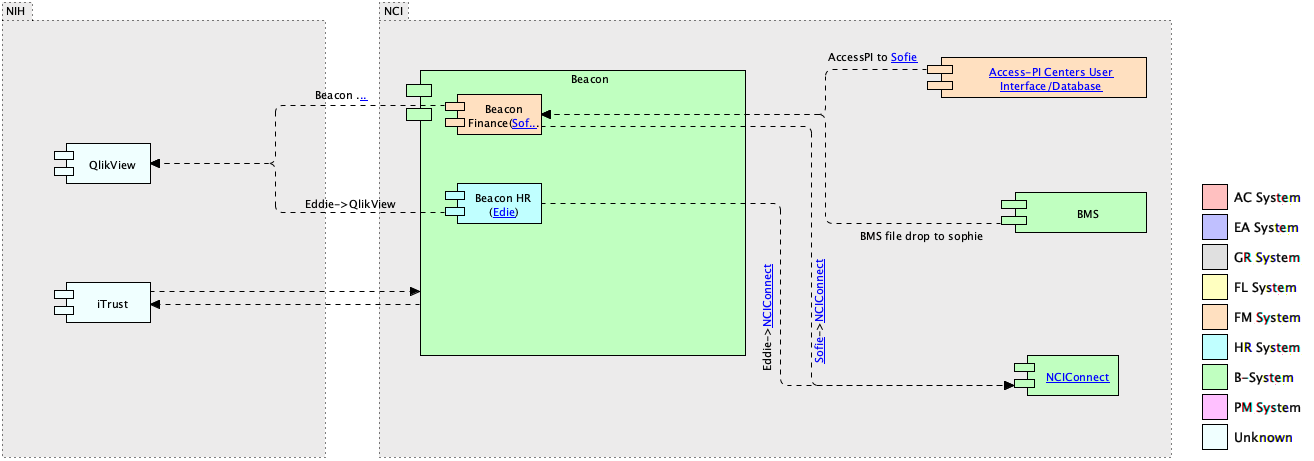 NIH
NCI
AccessPI to Sofie
Access-PI Centers User
Interface/Database
Beacon
Beacon ...
Beacon
Finance(Sof...
QlikView
Beacon HR
(Edie)
Eddie->QlikView
BMS
BMS file drop to sophie
iTrust
Eddie->NCIConnect
Sofie->NCIConnect
NCIConnect
AC System
EA System
GR System
FL System
FM System
HR System
B-System
PM System
Unknown